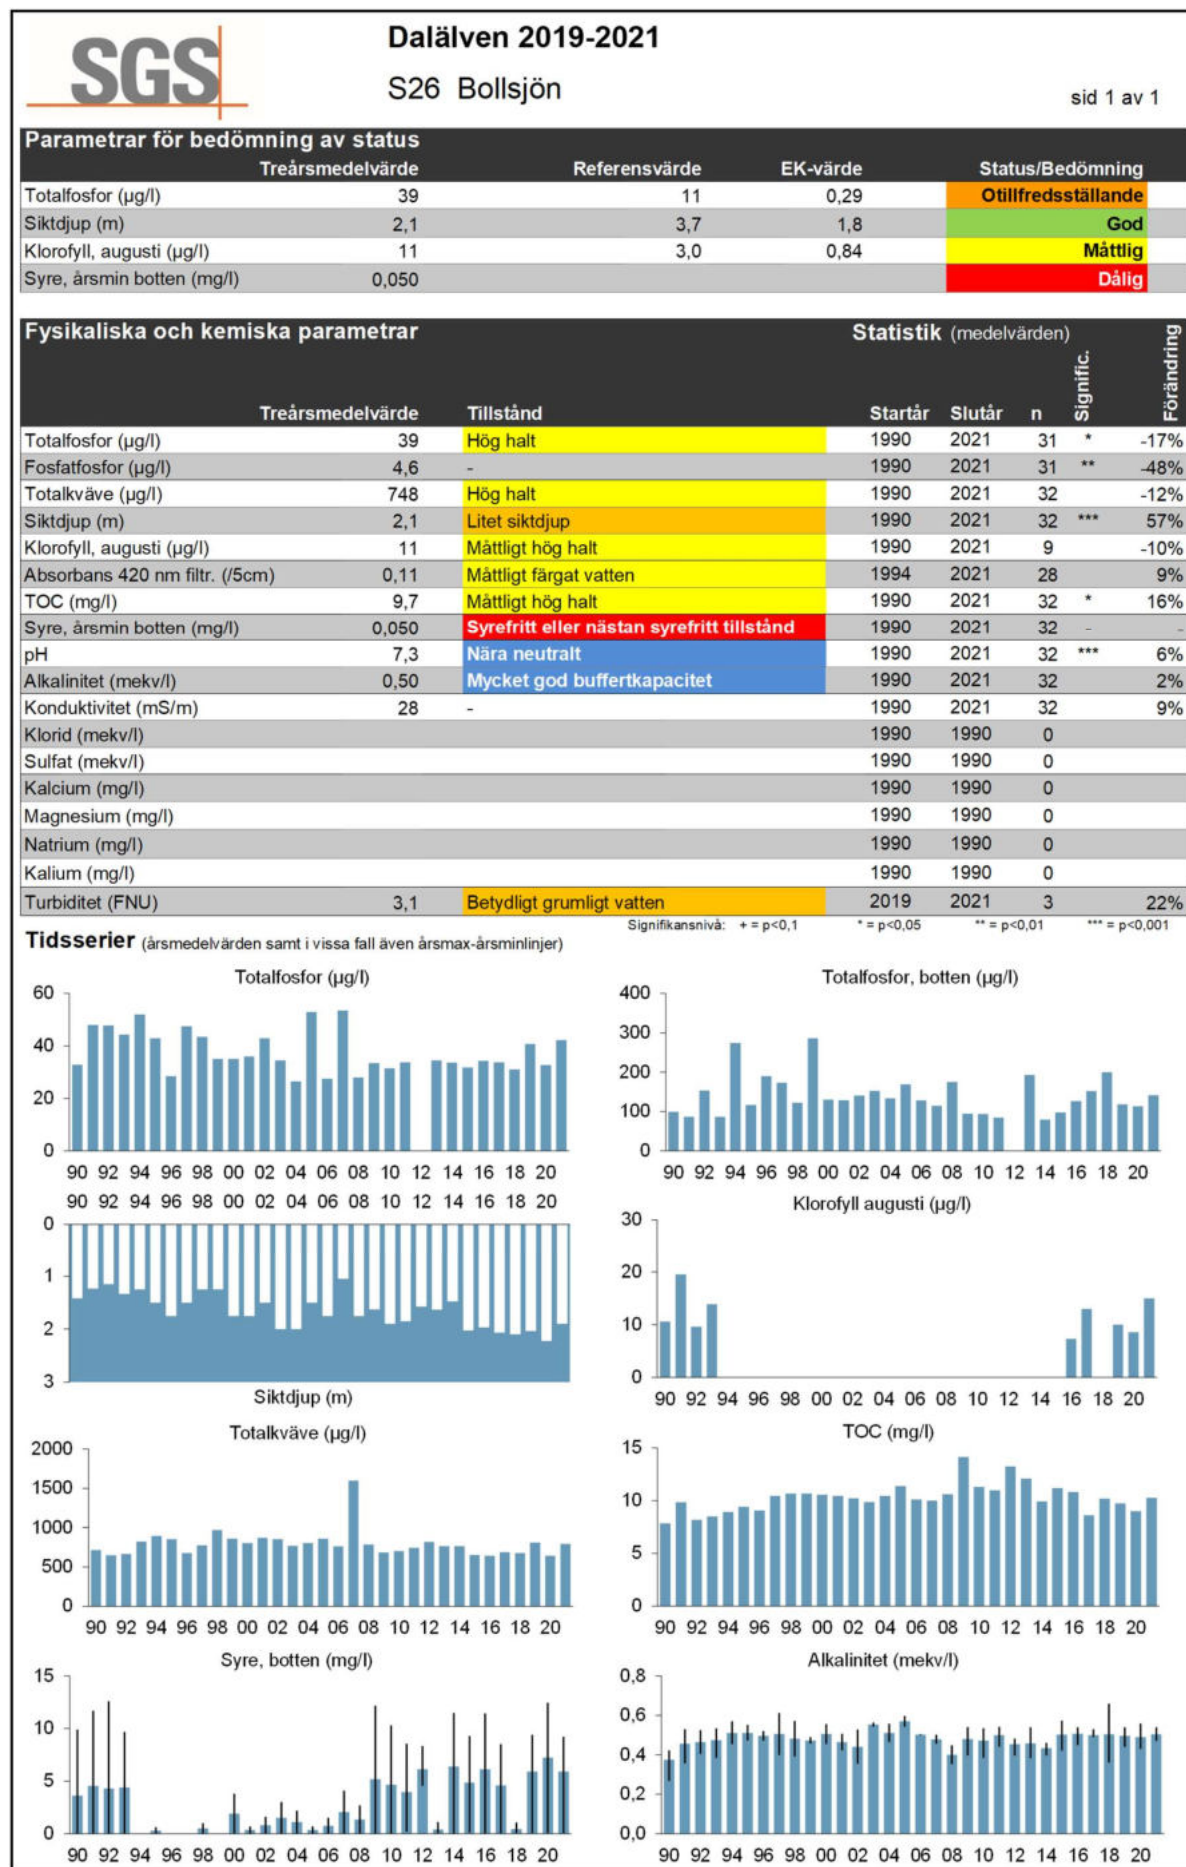 SGS
Dalälven 2019-2021
S26 Bollsjön
sid 1 av 1
Parametrar för bedömning av status
Treårsmedelvärde Referensvärde EK-värde Status/Bedömning
Totalfosfor (µg/l) 39 11 0,29 Otillfredsställande
Siktdjup (m) 2,1 3,7 1,8 God
Klorofyll, augusti (µg/l) 11 3,0 0,84 Måttlig
Syre, årsmin botten (mg/l) 0,050 Dålig
Fysikaliska och kemiska parametrar Statistik (medelvärden)
Treårsmedelvärde Tillstånd Startår Slutår n Signific. Förändring
Totalfosfor (µg/l) 39 Hög halt 1990 2021 31 * -17%
Fosfatfosfor (µg/l) 4,6 - 1990 2021 31 ** -48%
Totalkväve (µg/l) 748 Hög halt 1990 2021 32 -12%
Siktdjup (m) 2,1 Litet siktdjup 1990 2021 32 *** 57%
Klorofyll, augusti (µg/l) 11 Måttligt hög halt 1990 2021 9 -10%
Absorbans 420 nm filtr. (/5cm) 0,11 Måttligt färgat vatten 1994 2021 28 9%
TOC (mg/l) 9,7 Måttligt hög halt 1990 2021 32 * 16%
Syre, årsmin botten (mg/l) 0,050 Syrefritt eller nästan syrefritt tillstånd 1990 2021 32 - -
pH 7,3 Nära neutralt 1990 2021 32 *** 6%
Alkalinitet (mekv/l) 0,50 Mycket god buffertkapacitet 1990 2021 32 2%
Konduktivitet (mS/m) 28 - 1990 2021 32 9%
Klorid (mekv/l) 1990 1990 0
Sulfat (mekv/l) 1990 1990 0
Kalcium (mg/l) 1990 1990 0
Magnesium (mg/l) 1990 1990 0
Natrium (mg/l) 1990 1990 0
Kalium (mg/l) 1990 1990 0
Turbiditet (FNU) 3,1 Betydligt grumligt vatten 2019 2021 3 22%
Signifikansnivå: + = p<0,1 * = p<0,05 ** = p<0,01 *** = p<0,001
Tidsserier (årsmedelvärden samt i vissa fall även årsmax-årsminlinjer)
Totalfosfor (µg/l)
60
40
20
0
90 92 94 96 98 00 02 04 06 08 10 12 14 16 18 20
Totalfosfor, botten (µg/l)
400
300
200
100
0
90 92 94 96 98 00 02 04 06 08 10 12 14 16 18 20
90 92 94 96 98 00 02 04 06 08 10 12 14 16 18 20
0
1
2
3
Siktdjup (m)
Klorofyll augusti (µg/l)
30
20
10
0
90 92 94 96 98 00 02 04 06 08 10 12 14 16 18 20
Totalkväve (µg/l)
2000
1500
1000
500
0
90 92 94 96 98 00 02 04 06 08 10 12 14 16 18 20
TOC (mg/l)
15
10
5
0
90 92 94 96 98 00 02 04 06 08 10 12 14 16 18 20
Syre, botten (mg/l)
15
10
5
0
90 92 94 96 98 00 02 04 06 08 10 12 14 16 18 20
Alkalinitet (mekv/l)
0,8
0,6
0,4
0,2
0,0
90 92 94 96 98 00 02 04 06 08 10 12 14 16 18 20